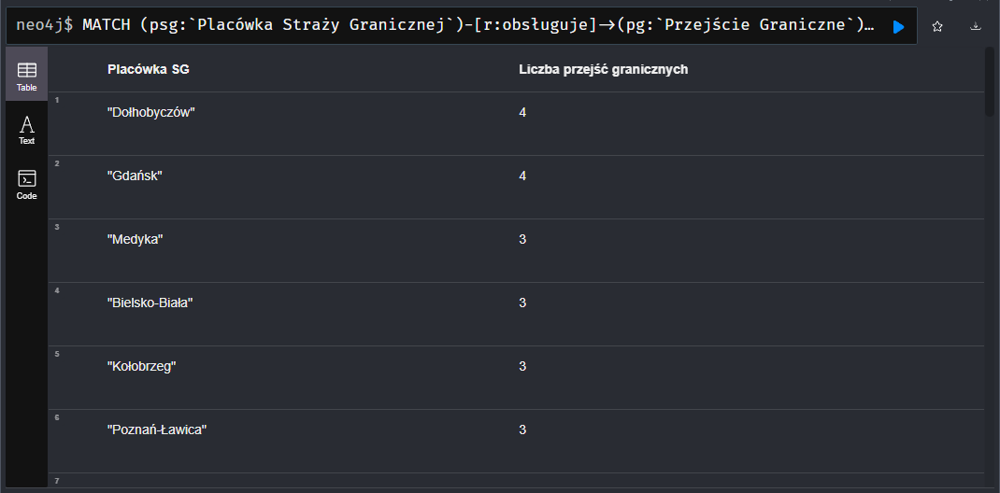 neo4j$ MATCH (psg:`Placówka Straży Granicznej`)-[r:obsługuje]→(pg:`Przejście Graniczne`)…
Table
Text
Code
Placówka SG Liczba przejść granicznych
1 "Dołhobyczów" 4
2 "Gdańsk" 4
3 "Medyka" 3
4 "Bielsko-Biała" 3
5 "Kołobrzeg" 3
6 "Poznań-Ławica" 3
7